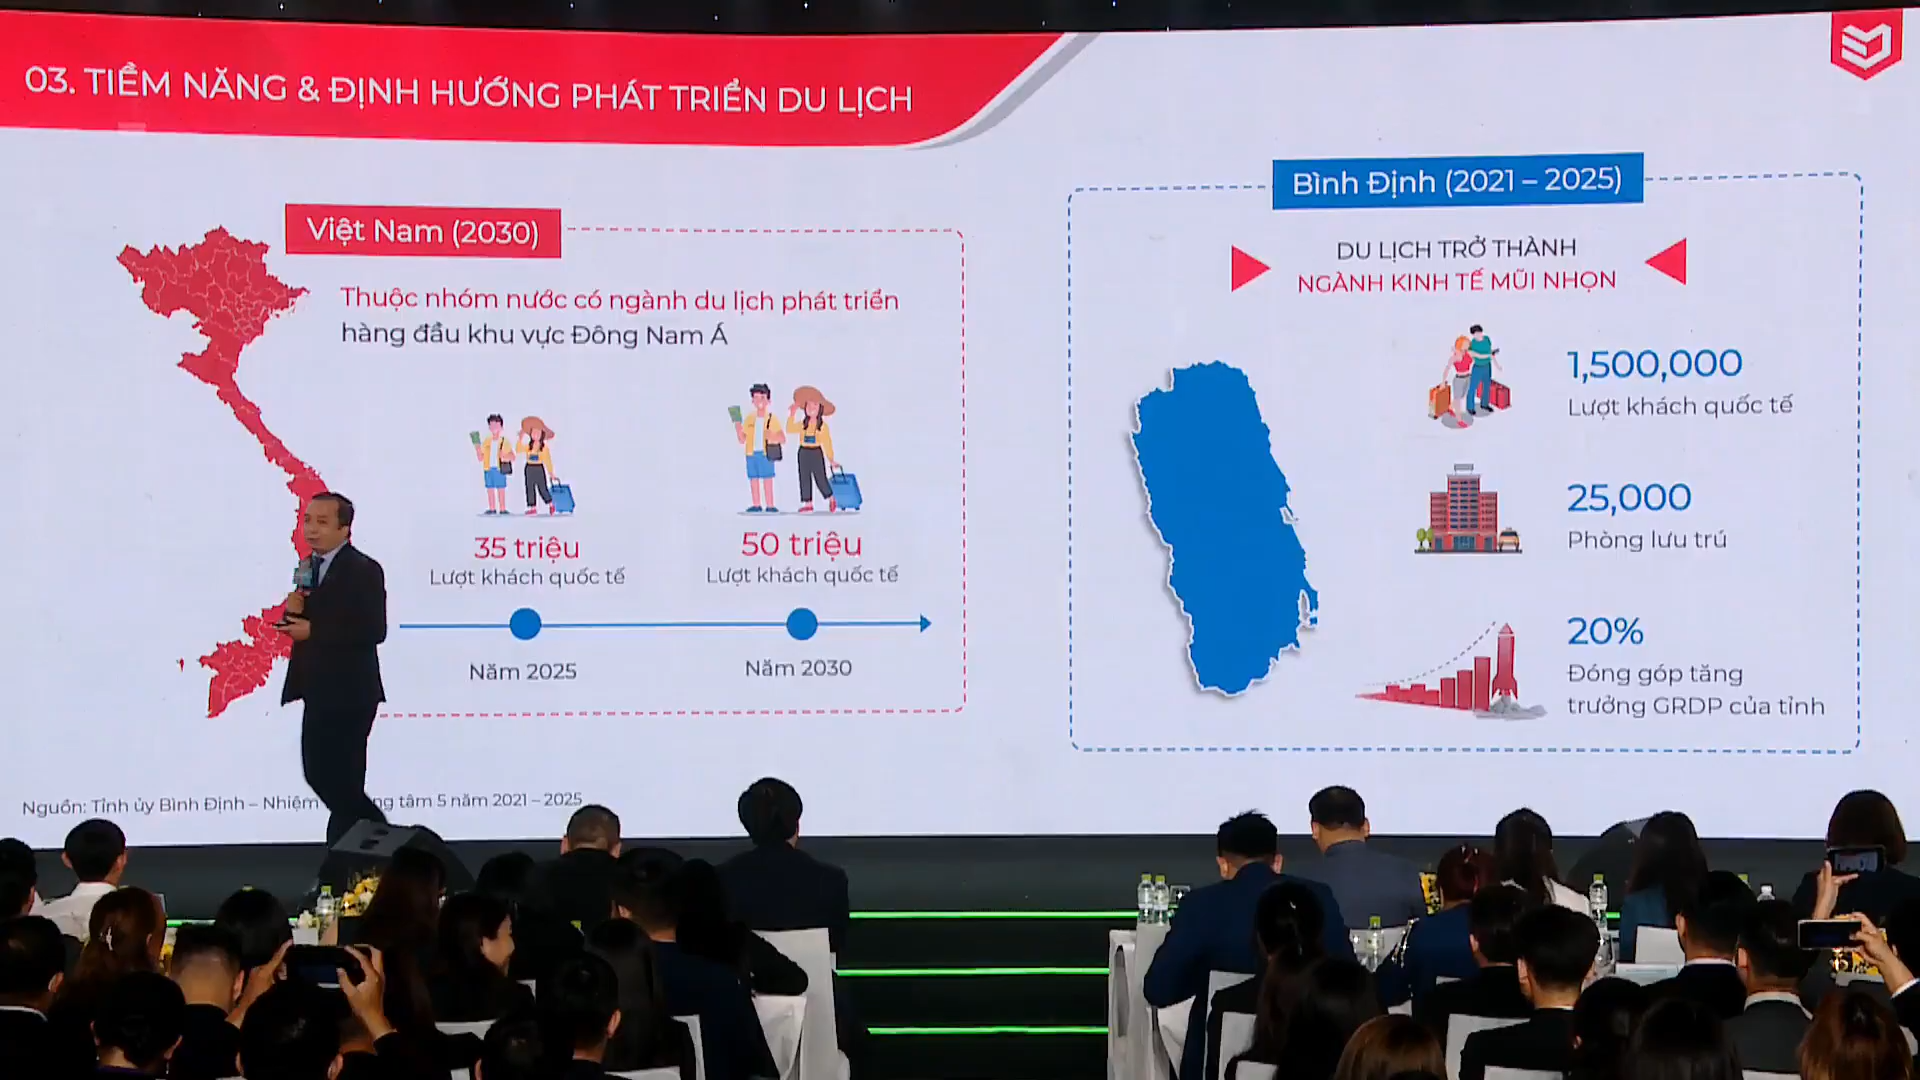 03. TIỀM NĂNG & ĐỊNH HƯỚNG PHÁT TRIỂN DU LỊCH
Việt Nam (2030)
Thuộc nhóm nước có ngành du lịch phát triển
hàng đầu khu vực Đông Nam Á
35 triệu
Lượt khách quốc tế
50 triệu
Lượt khách quốc tế
Năm 2025
Năm 2030
Bình Định (2021 – 2025)
DU LỊCH TRỞ THÀNH
NGÀNH KINH TẾ MŨI NHỌN
1,500,000
Lượt khách quốc tế
25,000
Phòng lưu trú
20%
Đóng góp tăng
trưởng GRDP của tỉnh
Nguồn: Tỉnh ủy Bình Định – Nhiệm tâm 5 năm 2021 – 2025